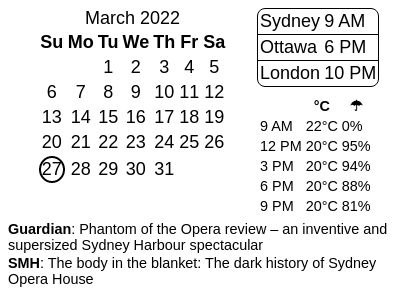 March 2022
Su Mo Tu We Th Fr Sa
1 2 3 4 5
6 7 8 9 10 11 12
13 14 15 16 17 18 19
20 21 22 23 24 25 26
27 28 29 30 31
Sydney 9 AM
Ottawa 6 PM
London 10 PM
°C ☂
9 AM 22°C 0%
12 PM 20°C 95%
3 PM 20°C 94%
6 PM 20°C 88%
9 PM 20°C 81%
Guardian: Phantom of the Opera review – an inventive and
supersized Sydney Harbour spectacular
SMH: The body in the blanket: The dark history of Sydney
Opera House